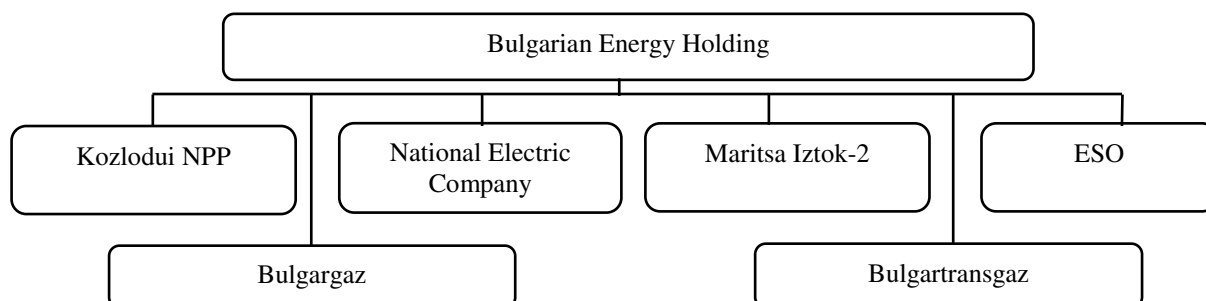 Bulgarian Energy Holding
Kozlodui NPP
National Electric
Company
Maritsa Iztok-2
ESO
Bulgargaz
Bulgartransgaz